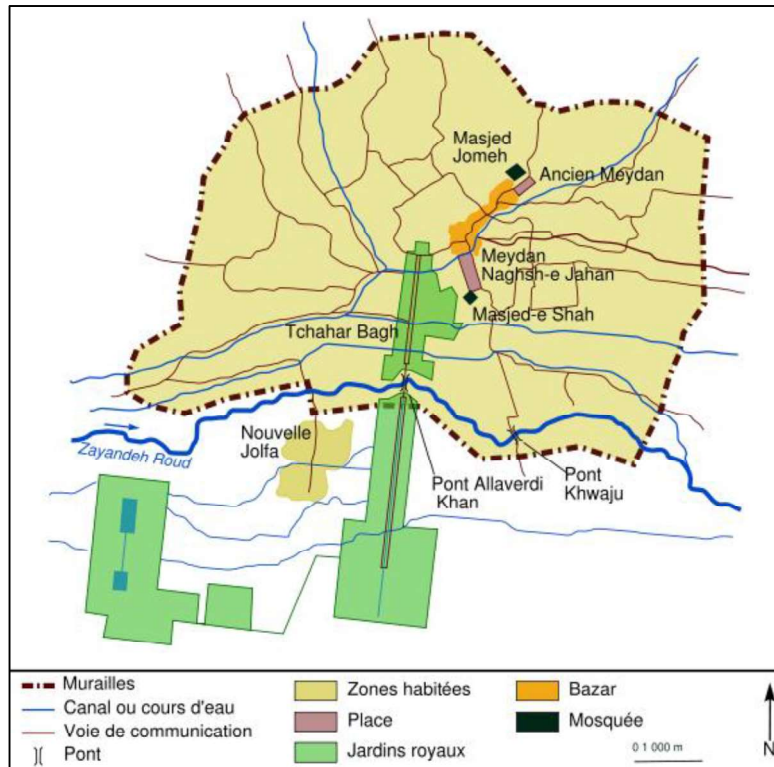 Masjed
Jomeh
Ancien Meydan
Meydan
Naghsh-e Jahan
Masjed-e Shah
Tchahar Bagh
Nouvelle
Jolfa
Zayandeh Roud
Pont Allaverdi
Khan
Pont
Khwaju
Murailles
Canal ou cours d'eau
Voie de communication
Pont
Zones habitées
Place
Jardins royaux
Bazar
Mosquée
0 1 000 m
N